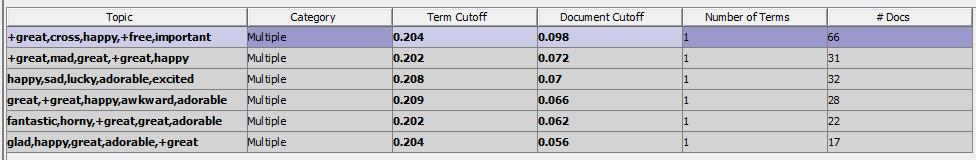 Topic Category Term Cutoff Document Cutoff Number of Terms # Docs
+great,cross,happy,+free,important Multiple 0.204 0.098 1 66
+great,mad,great,+great,happy Multiple 0.202 0.072 1 31
happy,sad,lucky,adorable,excited Multiple 0.208 0.07 1 32
great,+great,happy,awkward,adorable Multiple 0.209 0.066 1 28
fantastic,horny,+great,great,adorable Multiple 0.202 0.062 1 22
glad,happy,great,adorable,+great Multiple 0.204 0.056 1 17